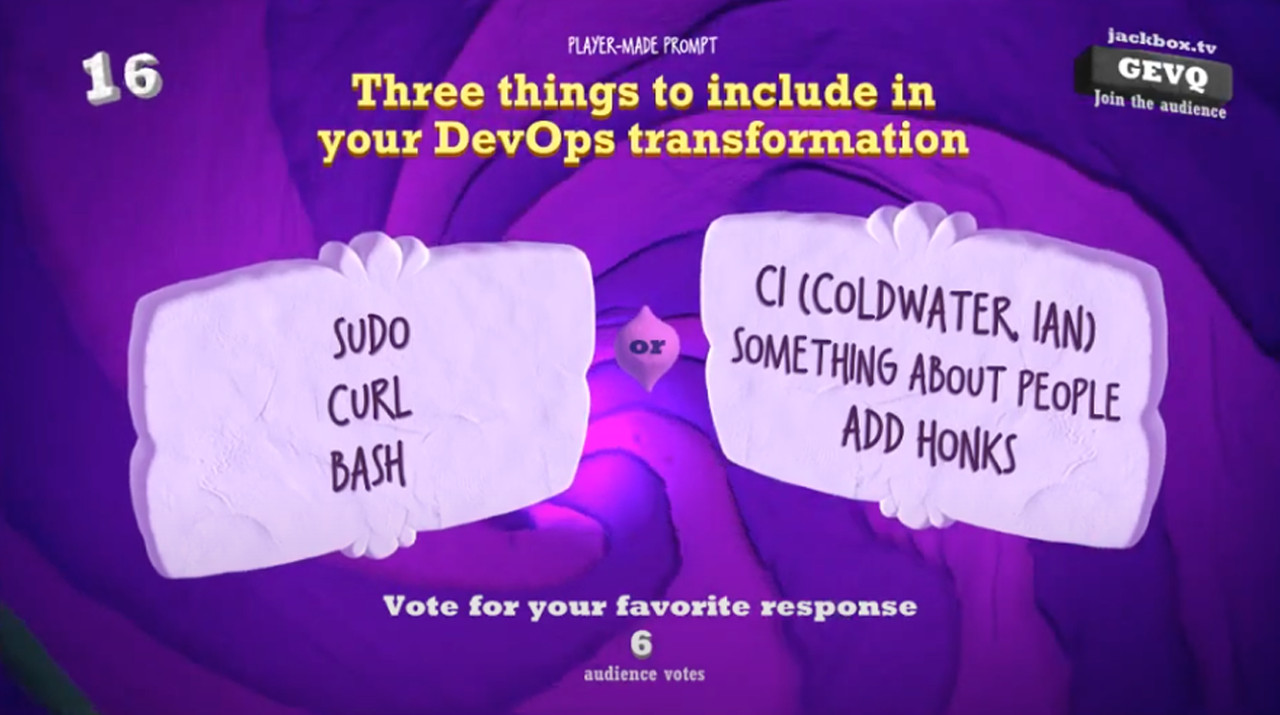 16
PLAYER-MADE PROMPT
Three things to include in
your DevOps transformation
jackbox.tv
GEVQ
Join the audience
SUDO
CURL
BASH
or
CI (COLDWATER, IAN)
SOMETHING ABOUT PEOPLE
ADD HONKS
Vote for your favorite response
6
audience votes